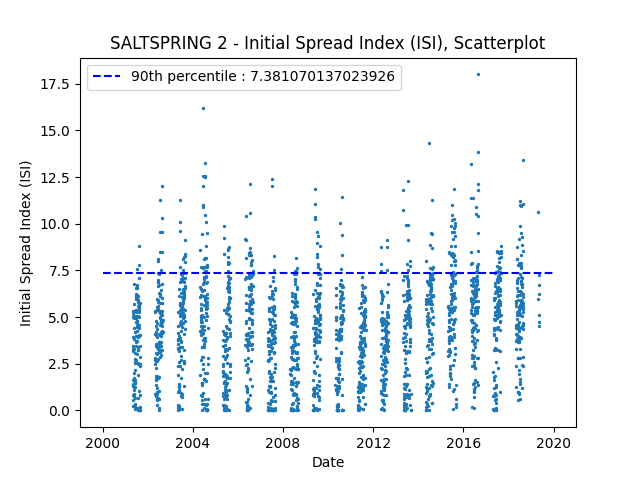 SALTSPRING 2 - Initial Spread Index (ISI), Scatterplot
90th percentile : 7.381070137023926
17.5
15.0
12.5
10.0
7.5
5.0
2.5
0.0
Initial Spread Index (ISI)
2000 2004 2008 2012 2016 2020
Date